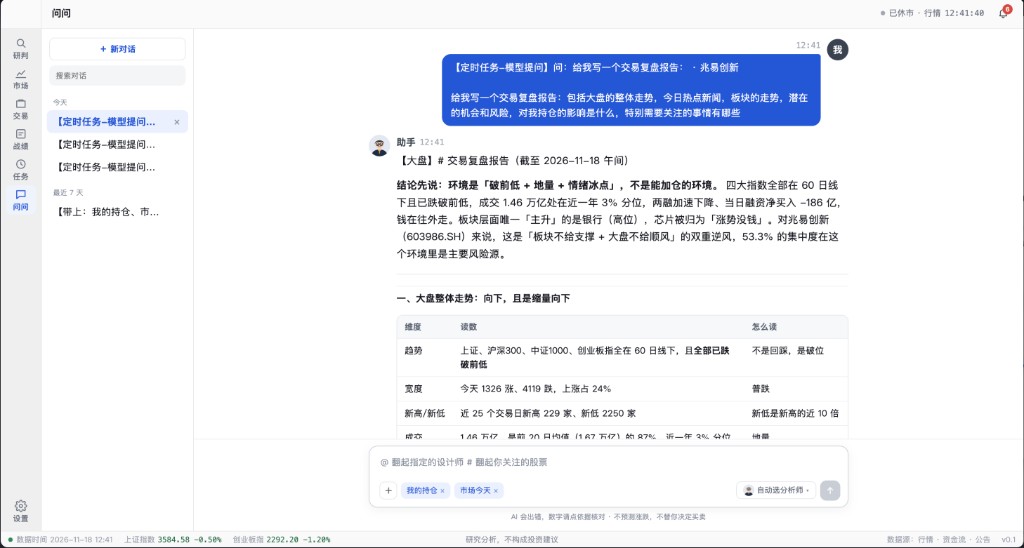 问问
已休市 · 行情 12:41:40
6
研判
市场
交易
战绩
任务
问问
设置
+ 新对话
搜索对话
今天
【定时任务-模型提问...
×
【定时任务-模型提问...
【定时任务-模型提问...
最近 7 天
【带上：我的持仓、市...
12:41
我
【定时任务-模型提问】问：给我写一个交易复盘报告： · 兆易创新
给我写一个交易复盘报告：包括大盘的整体走势，今日热点新闻，板块的走势，潜在
的机会和风险，对我持仓的影响是什么，特别需要关注的事情有哪些
助手 12:41
【大盘】# 交易复盘报告（截至 2026-11-18 午间）
结论先说：环境是「破前低 + 地量 + 情绪冰点」，不是能加仓的环境。 四大指数全部在 60 日线
下且已跌破前低，成交 1.46 万亿处在近一年 3% 分位，两融加速下降、当日融资净买入 -186 亿，
钱在往外走。板块层面唯一「主升」的是银行（高位），芯片被归为「涨势没钱」。对兆易创新
（603986.SH）来说，这是「板块不给支撑 + 大盘不给顺风」的双重逆风，53.3% 的集中度在这
个环境里是主要风险源。
一、大盘整体走势：向下，且是缩量向下
维度 读数 怎么读
趋势 上证、沪深300、中证1000、创业板指全在 60 日线下，且全部已跌 不是回踩，是破位
破前低
宽度 今天 1326 涨、4119 跌，上涨占 24% 普跌
新高/新低 近 25 个交易日新高 229 家、新低 2250 家 新低是新高的近 10 倍
成交 1.46 万亿，是前 20 日均值（1.67 万亿）的 87%，近一年 3% 分位 地量
@ 翻起指定的设计师 # 翻起你关注的股票
+ 我的持仓 × 市场今天 × 自动选分析师
AI 会出错，数字请点依据核对 · 不预测涨跌，不替你决定买卖
数据时间 2026-11-18 12:41 上证指数 3584.58 -0.50% 创业板指 2292.20 -1.20% 研究分析，不构成投资建议 数据源：行情 · 资金流 · 公告 v0.1